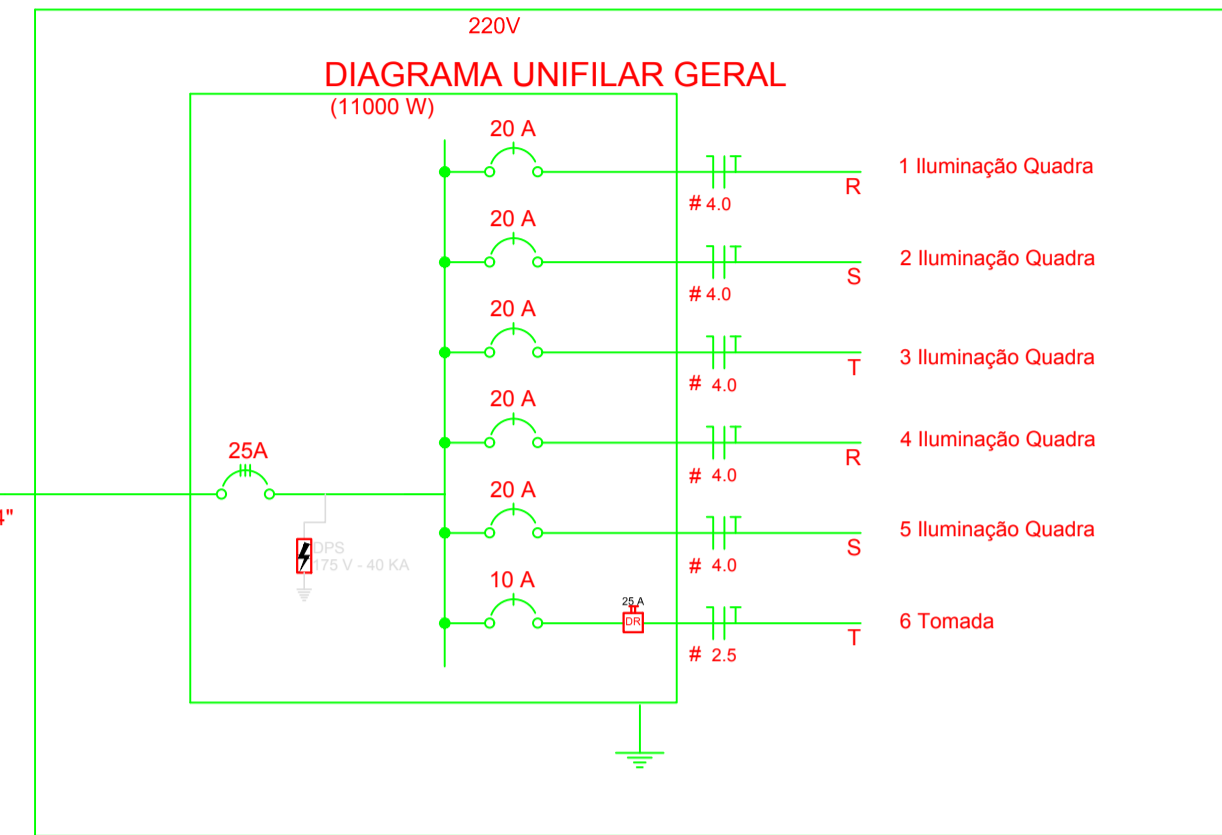 220V
DIAGRAMA UNIFILAR GERAL
(11000 W)
20 A
1 Iluminação Quadra
R
# 4.0
20 A
2 Iluminação Quadra
S
# 4.0
20 A
3 Iluminação Quadra
T
# 4.0
20 A
4 Iluminação Quadra
R
# 4.0
25A
20 A
5 Iluminação Quadra
4"
S
DPS
175 V - 40 KA
# 4.0
10 A
25 A
DR
6 Tomada
T
# 2.5